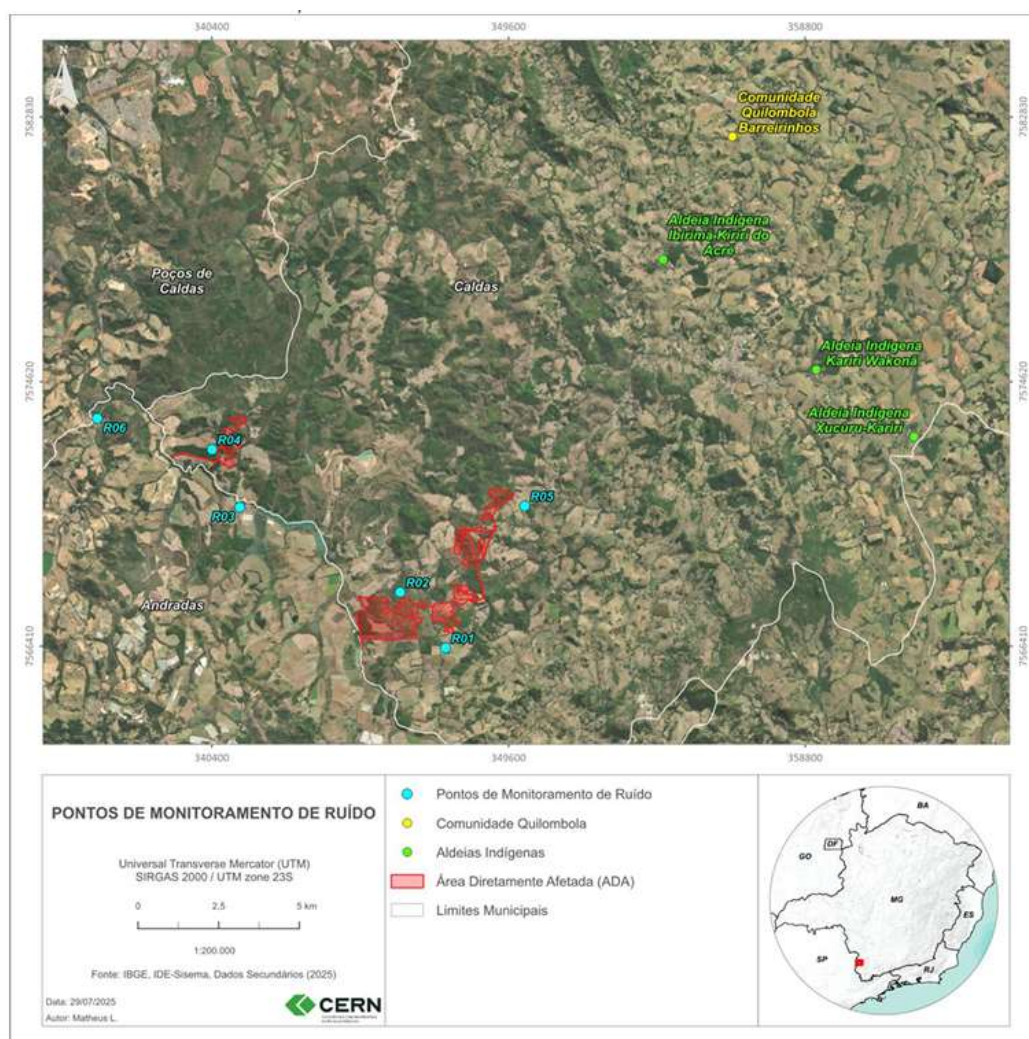 340400
349600
358800
N
7582830
7582830
Comunidade
Quilombola
Barreirinhos
Aldeia Indígena
Ibirima-Kiriri do
Acré
Poços de
Caldas
Caldas
Aldeia Indígena
Kariri Wakonã
7574620
7574620
Aldeia Indígena
Xucuru-Kariri
R06
R04
R03
R05
R02
Andradas
R01
7566410
7566410
340400
349600
358800
PONTOS DE MONITORAMENTO DE RUÍDO
Universal Transverse Mercator (UTM)
SIRGAS 2000 / UTM zone 23S
0 2.5 5 km
1:200.000
Fonte: IBGE, IDE-Sisema, Dados Secundários (2025)
Data: 29/07/2025
Autor: Matheus L.
CERN
Pontos de Monitoramento de Ruído
Comunidade Quilombola
Aldeias Indígenas
Área Diretamente Afetada (ADA)
Limites Municipais
BA
DF
GO
MG
ES
SP
RJ